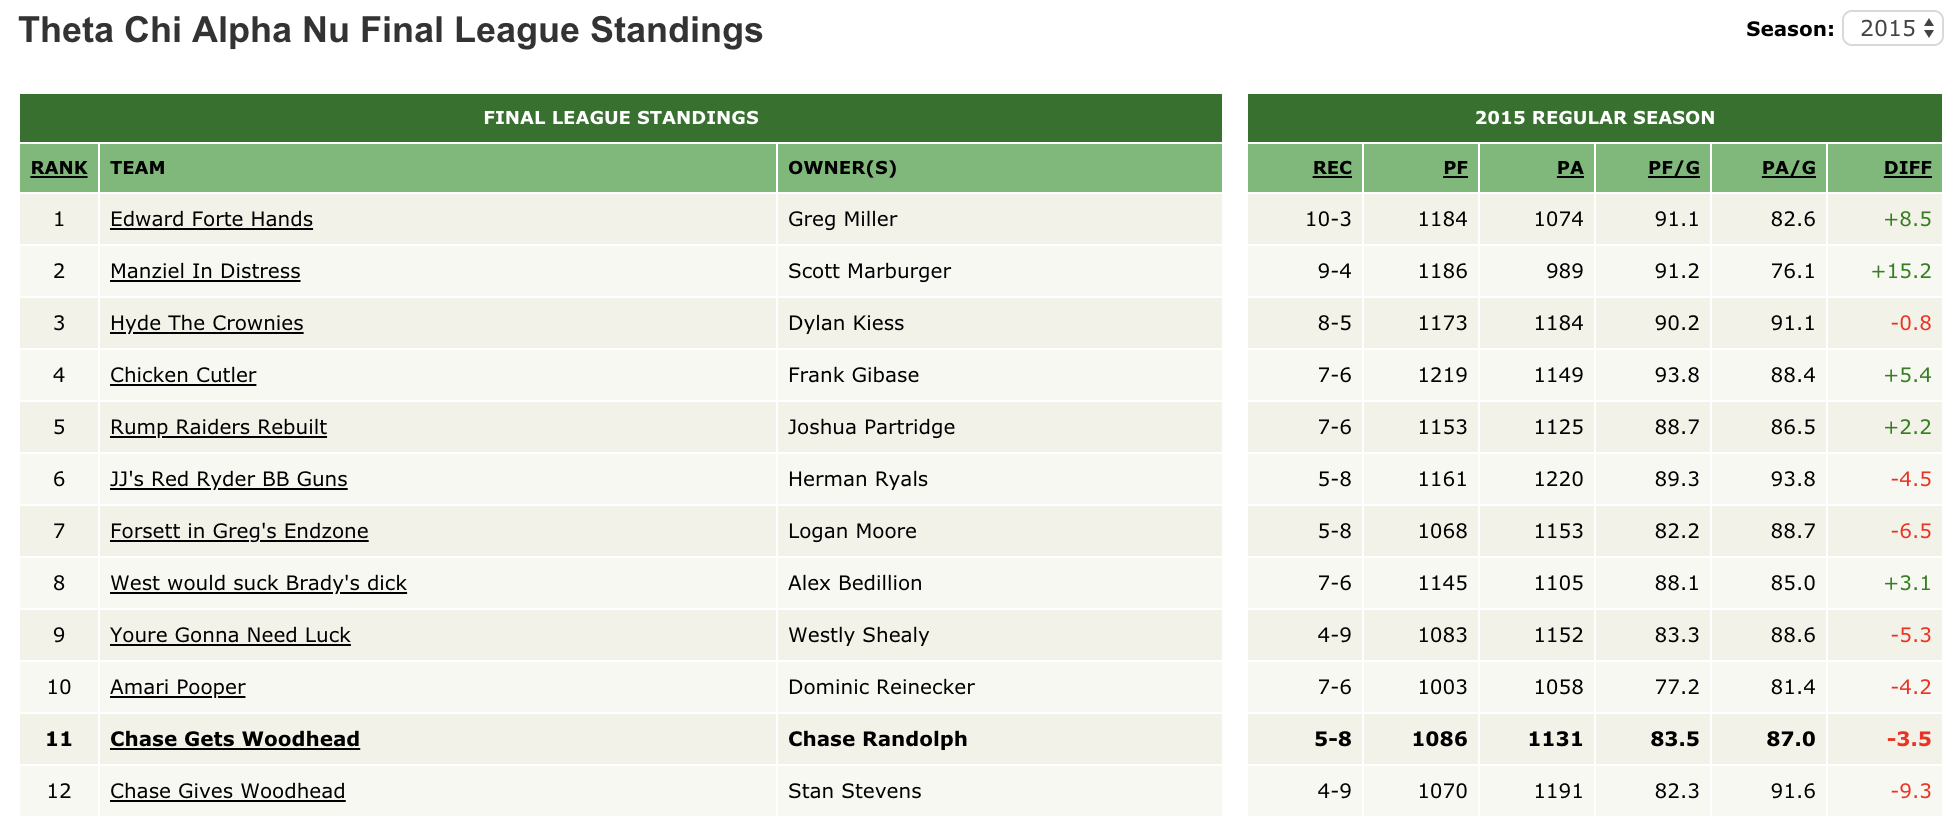 Theta Chi Alpha Nu Final League Standings Season: 2015
FINAL LEAGUE STANDINGS 2015 REGULAR SEASON
RANK TEAM OWNER(S) REC PF PA PF/G PA/G DIFF
1 Edward Forte Hands Greg Miller 10-3 1184 1074 91.1 82.6 +8.5
2 Manziel In Distress Scott Marburger 9-4 1186 989 91.2 76.1 +15.2
3 Hyde The Crownies Dylan Kiess 8-5 1173 1184 90.2 91.1 -0.8
4 Chicken Cutler Frank Gibase 7-6 1219 1149 93.8 88.4 +5.4
5 Rump Raiders Rebuilt Joshua Partridge 7-6 1153 1125 88.7 86.5 +2.2
6 JJ's Red Ryder BB Guns Herman Ryals 5-8 1161 1220 89.3 93.8 -4.5
7 Forsett in Greg's Endzone Logan Moore 5-8 1068 1153 82.2 88.7 -6.5
8 West would suck Brady's dick Alex Bedillion 7-6 1145 1105 88.1 85.0 +3.1
9 Youre Gonna Need Luck Westly Shealy 4-9 1083 1152 83.3 88.6 -5.3
10 Amari Pooper Dominic Reinecker 7-6 1003 1058 77.2 81.4 -4.2
11 Chase Gets Woodhead Chase Randolph 5-8 1086 1131 83.5 87.0 -3.5
12 Chase Gives Woodhead Stan Stevens 4-9 1070 1191 82.3 91.6 -9.3